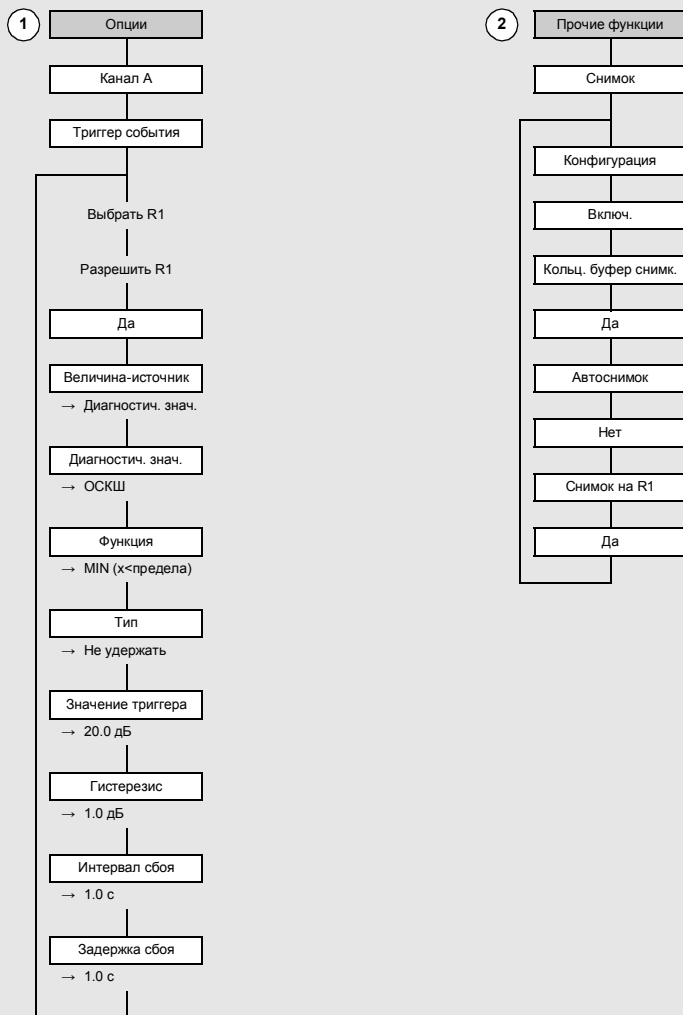 1
Опции
Канал А
Триггер события
Выбрать R1
Разрешить R1
Да
Величина-источник
→ Диагностич. знач.
Диагностич. знач.
→ ОСКШ
Функция
→ MIN (x<предела)
Тип
→ Не удержать
Значение триггера
→ 20.0 дБ
Гистерезис
→ 1.0 дБ
Интервал сбоя
→ 1.0 с
Задержка сбоя
→ 1.0 с
2
Прочие функции
Снимок
Конфигурация
Включ.
Кольц. буфер снимк.
Да
Автоснимок
Нет
Снимок на R1
Да